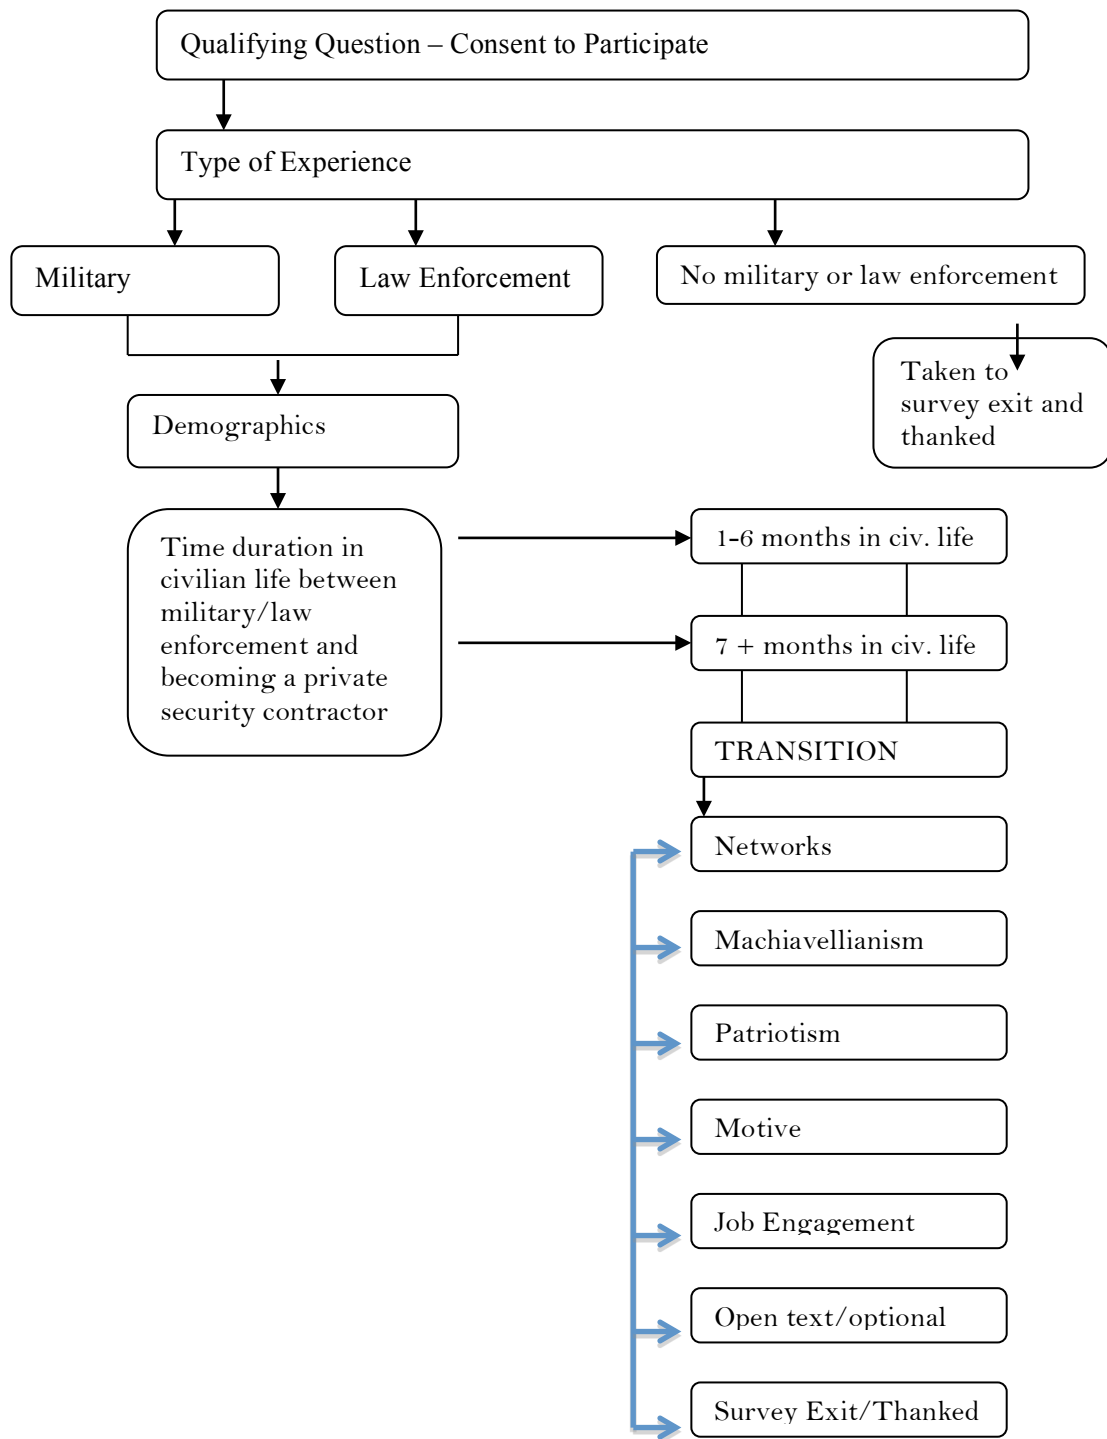 Qualifying Question – Consent to Participate
Type of Experience
Military
Law Enforcement
No military or law enforcement
Taken to
survey exit and
thanked
Demographics
Time duration in
civilian life between
military/law
enforcement and
becoming a private
security contractor
1-6 months in civ. life
7 + months in civ. life
TRANSITION
Networks
Machiavellianism
Patriotism
Motive
Job Engagement
Open text/optional
Survey Exit/Thanked